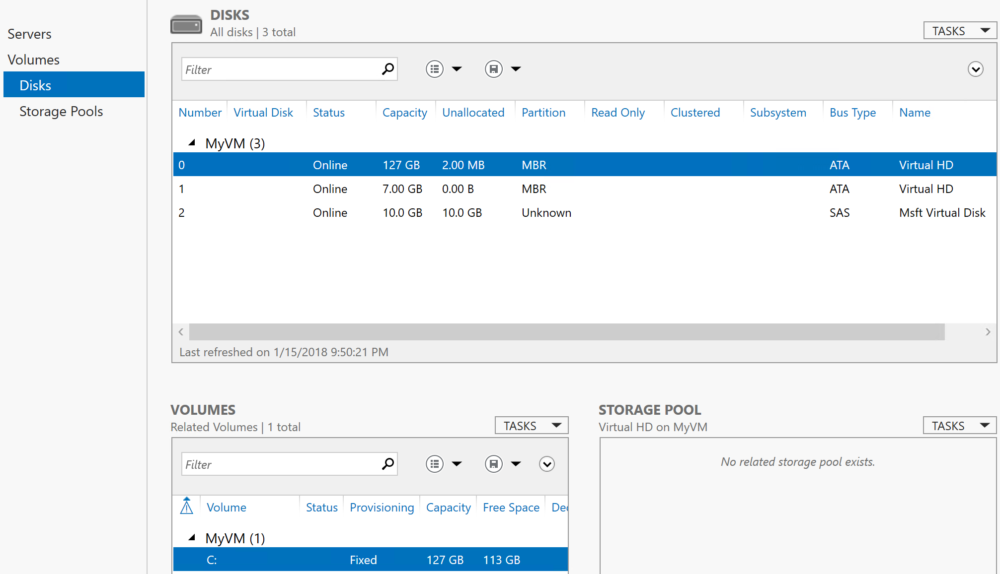 Servers
Volumes
Disks
Storage Pools
DISKS
All disks | 3 total
TASKS
Filter
Number Virtual Disk Status Capacity Unallocated Partition Read Only Clustered Subsystem Bus Type Name
MyVM (3)
0 Online 127 GB 2.00 MB MBR ATA Virtual HD
1 Online 7.00 GB 0.00 B MBR ATA Virtual HD
2 Online 10.0 GB 10.0 GB Unknown SAS Msft Virtual Disk
Last refreshed on 1/15/2018 9:50:21 PM
VOLUMES
Related Volumes | 1 total
TASKS
Filter
Volume Status Provisioning Capacity Free Space
MyVM (1)
C: Fixed 127 GB 113 GB
STORAGE POOL
Virtual HD on MyVM
TASKS
No related storage pool exists.